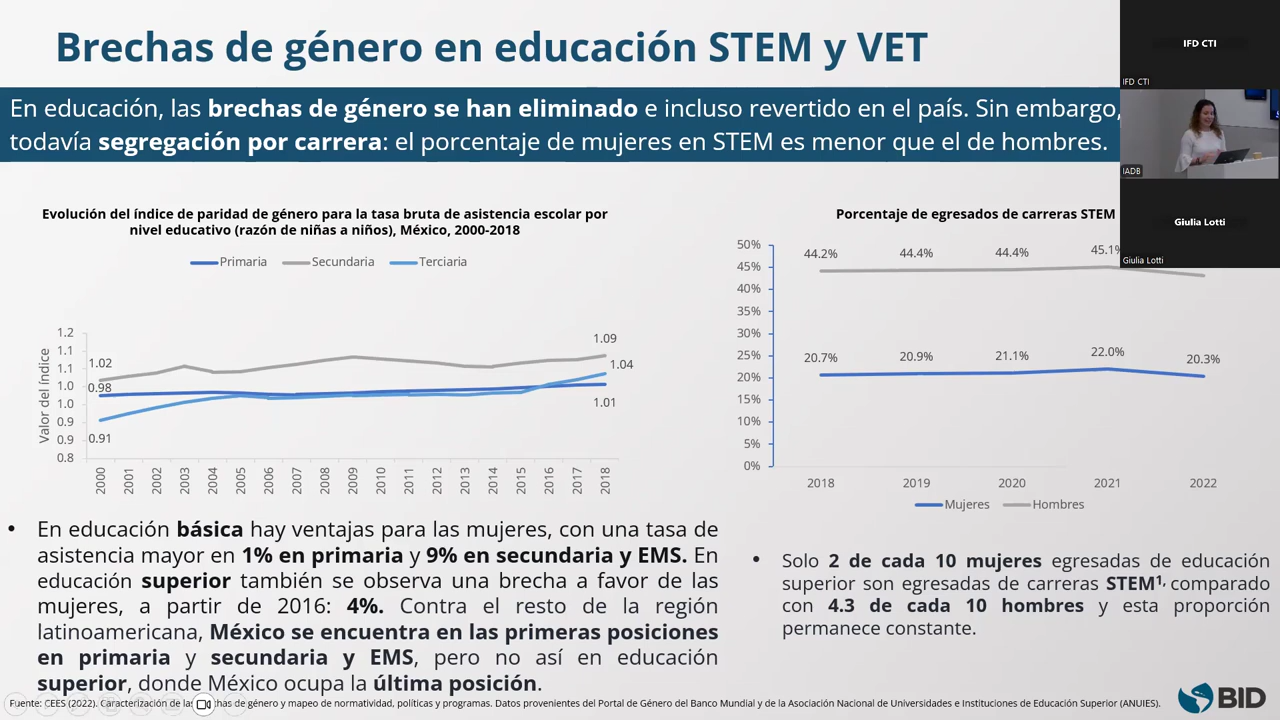 Brechas de género en educación STEM y VET
En educación, las brechas de género se han eliminado e incluso revertido en el país. Sin embargo,
todavía segregación por carrera: el porcentaje de mujeres en STEM es menor que el de hombres.
IFD CTI
IFD CTI
IADB
Giulia Lotti
Giulia Lotti
Evolución del índice de paridad de género para la tasa bruta de asistencia escolar por
nivel educativo (razón de niñas a niños), México, 2000-2018
Primaria Secundaria Terciaria
Valor del índice
1.2
1.1
1.1
1.0
1.0
0.9
0.9
0.8
1.02
0.98
0.91
1.09
1.04
1.01
2000 2001 2002 2003 2004 2005 2006 2007 2008 2009 2010 2011 2012 2013 2014 2015 2016 2017 2018
Porcentaje de egresados de carreras STEM
50%
45%
40%
35%
30%
25%
20%
15%
10%
5%
0%
44.2% 44.4% 44.4% 45.1%
20.7% 20.9% 21.1% 22.0% 20.3%
2018 2019 2020 2021 2022
Mujeres Hombres
• En educación básica hay ventajas para las mujeres, con una tasa de
asistencia mayor en 1% en primaria y 9% en secundaria y EMS. En
educación superior también se observa una brecha a favor de las
mujeres, a partir de 2016: 4%. Contra el resto de la región
latinoamericana, México se encuentra en las primeras posiciones
en primaria y secundaria y EMS, pero no así en educación
superior, donde México ocupa la última posición.
• Solo 2 de cada 10 mujeres egresadas de educación
superior son egresadas de carreras STEM1, comparado
con 4.3 de cada 10 hombres y esta proporción
permanece constante.
Fuente: CEES (2022). Caracterización de las has de género y mapeo de normatividad, políticas y programas. Datos provenientes del Portal de Género del Banco Mundial y de la Asociación Nacional de Universidades e Instituciones de Educación Superior (ANUIES).
BID